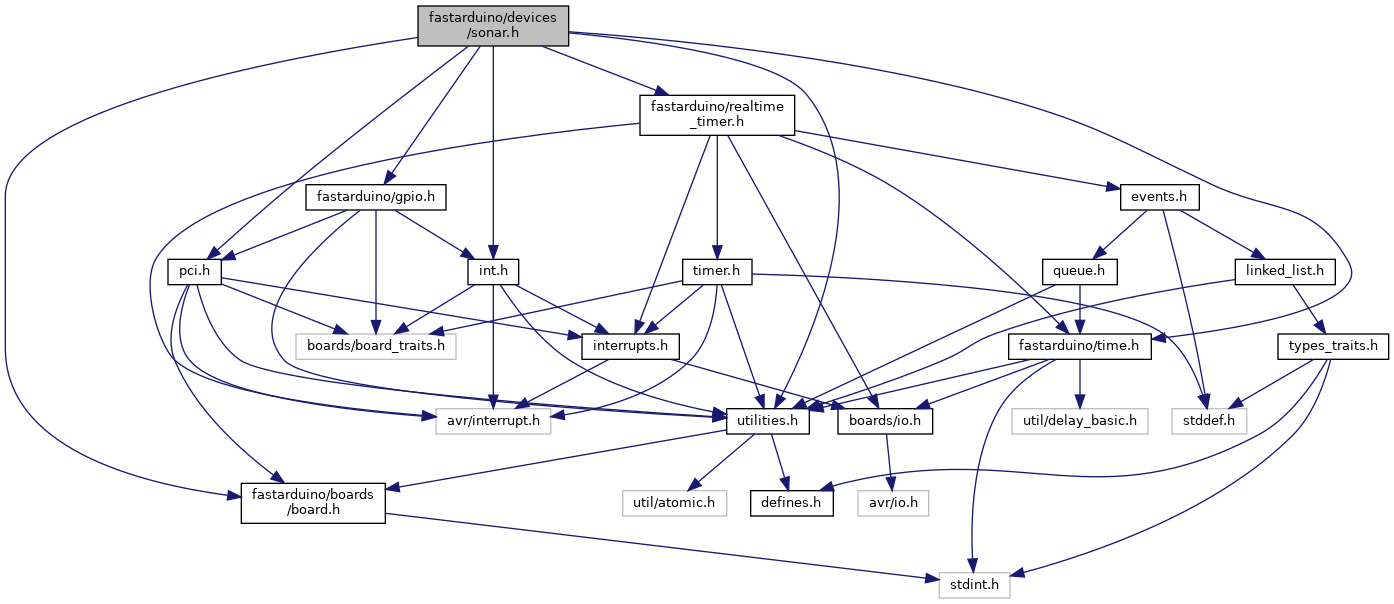 fastarduino/devices
/sonar.h
fastarduino/realtime
_timer.h
fastarduino/gpio.h
events.h
pci.h
int.h
timer.h
queue.h
linked_list.h
boards/board_traits.h
interrupts.h
fastarduino/time.h
types_traits.h
avr/interrupt.h
utilities.h
boards/io.h
util/delay_basic.h
stddef.h
fastarduino/boards
/board.h
util/atomic.h
defines.h
avr/io.h
stdint.h